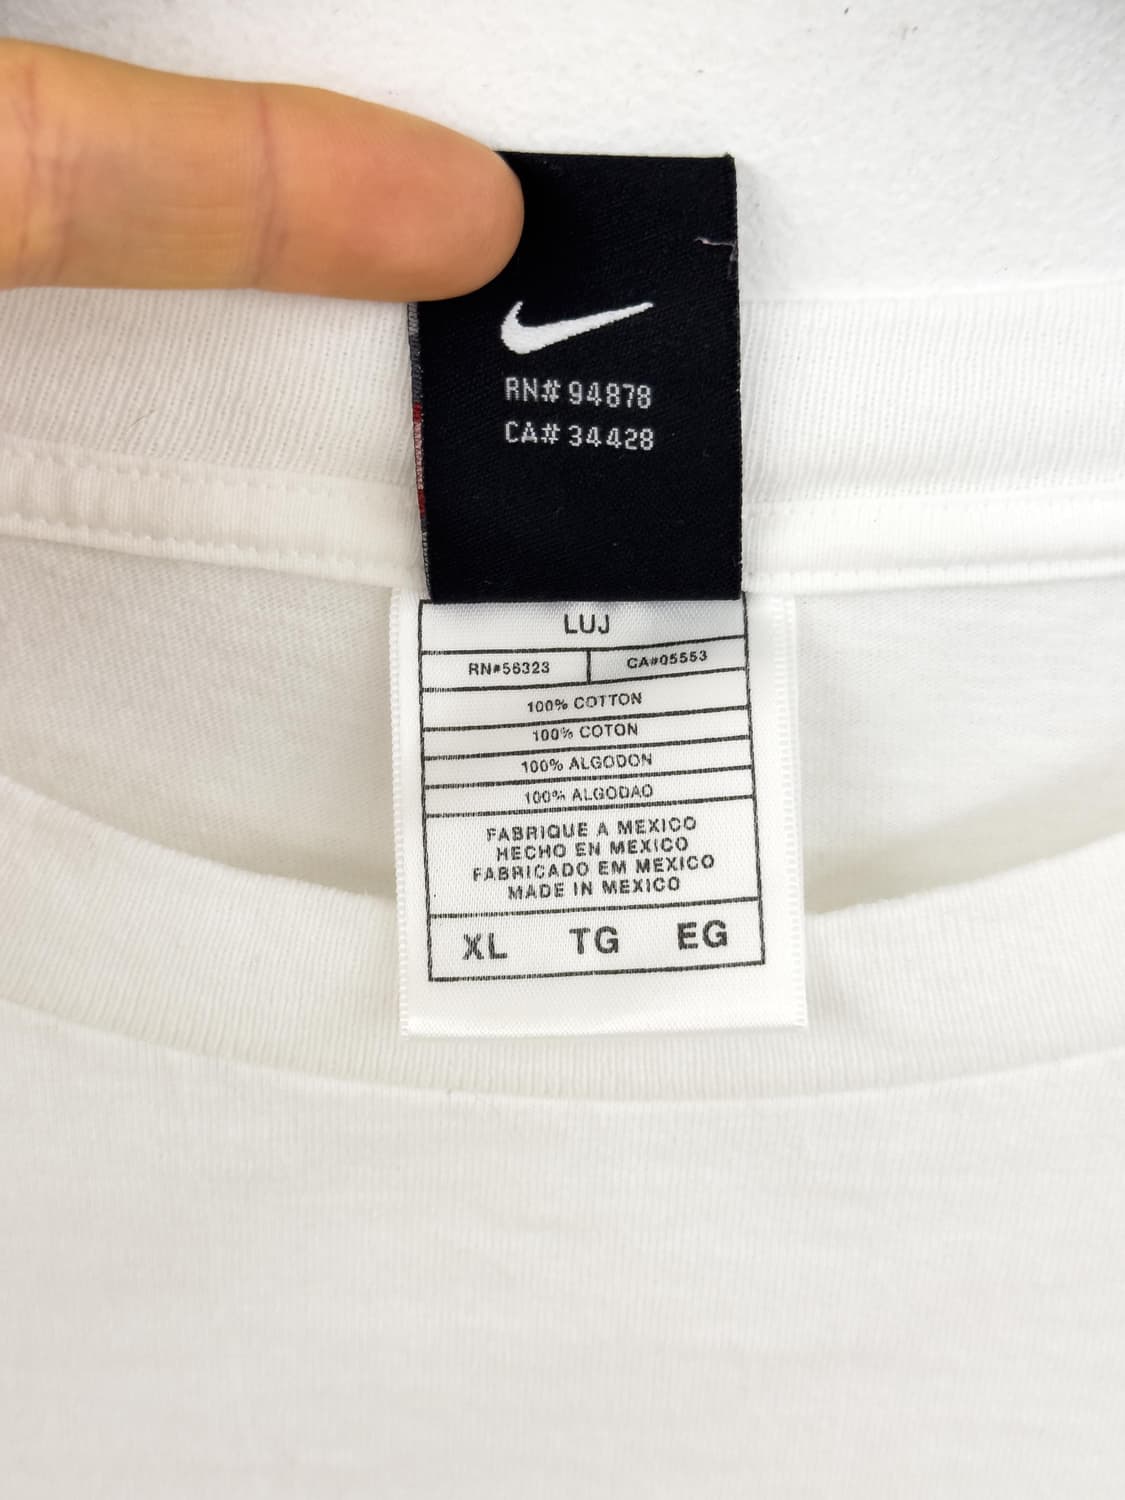 RN# 94878
CA# 34428
LUJ
RN#56323 CA#05553
100% COTTON
100% COTON
100% ALGODON
100% ALGODAO
FABRIQUE A MEXICO
HECHO EN MEXICO
FABRICADO EM MEXICO
MADE IN MEXICO
XL TG EG